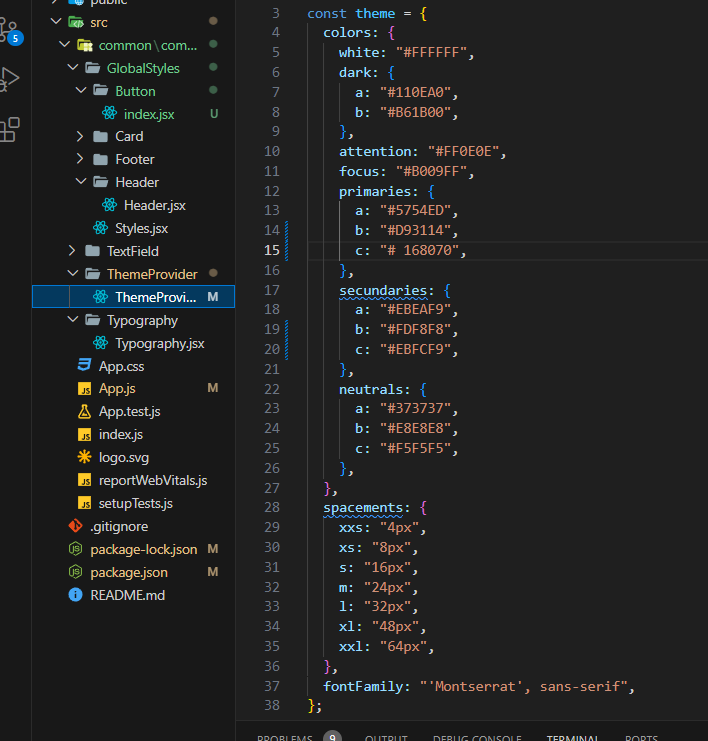 public
5
src
common\com...
GlobalStyles
Button
index.jsx U
Card
Footer
Header
Header.jsx
Styles.jsx
TextField
ThemeProvider
ThemeProvi... M
Typography
Typography.jsx
App.css
JS App.js M
App.test.js
JS index.js
logo.svg
JS reportWebVitals.js
JS setupTests.js
.gitignore
JS package-lock.json M
JS package.json M
README.md
3 const theme = {
4 colors: {
5 white: "#FFFFFF",
6 dark: {
7 a: "#110EA0",
8 b: "#B61B00",
9 },
10 attention: "#FF0E0E",
11 focus: "#B009FF",
12 primaries: {
13 a: "#5754ED",
14 b: "#D93114",
15 c: "# 168070",
16 },
17 secundaries: {
18 a: "#EBEAF9",
19 b: "#FDF8F8",
20 c: "#EBFCF9",
21 },
22 neutrals: {
23 a: "#373737",
24 b: "#E8E8E8",
25 c: "#F5F5F5",
26 },
27 },
28 spacements: {
29 xxs: "4px",
30 xs: "8px",
31 s: "16px",
32 m: "24px",
33 l: "32px",
34 xl: "48px",
35 xxl: "64px",
36 },
37 fontFamily: "'Montserrat', sans-serif",
38 };
PROBLEMS 9 OUTPUT DEBUG CONSOLE TERMINAL PORTS